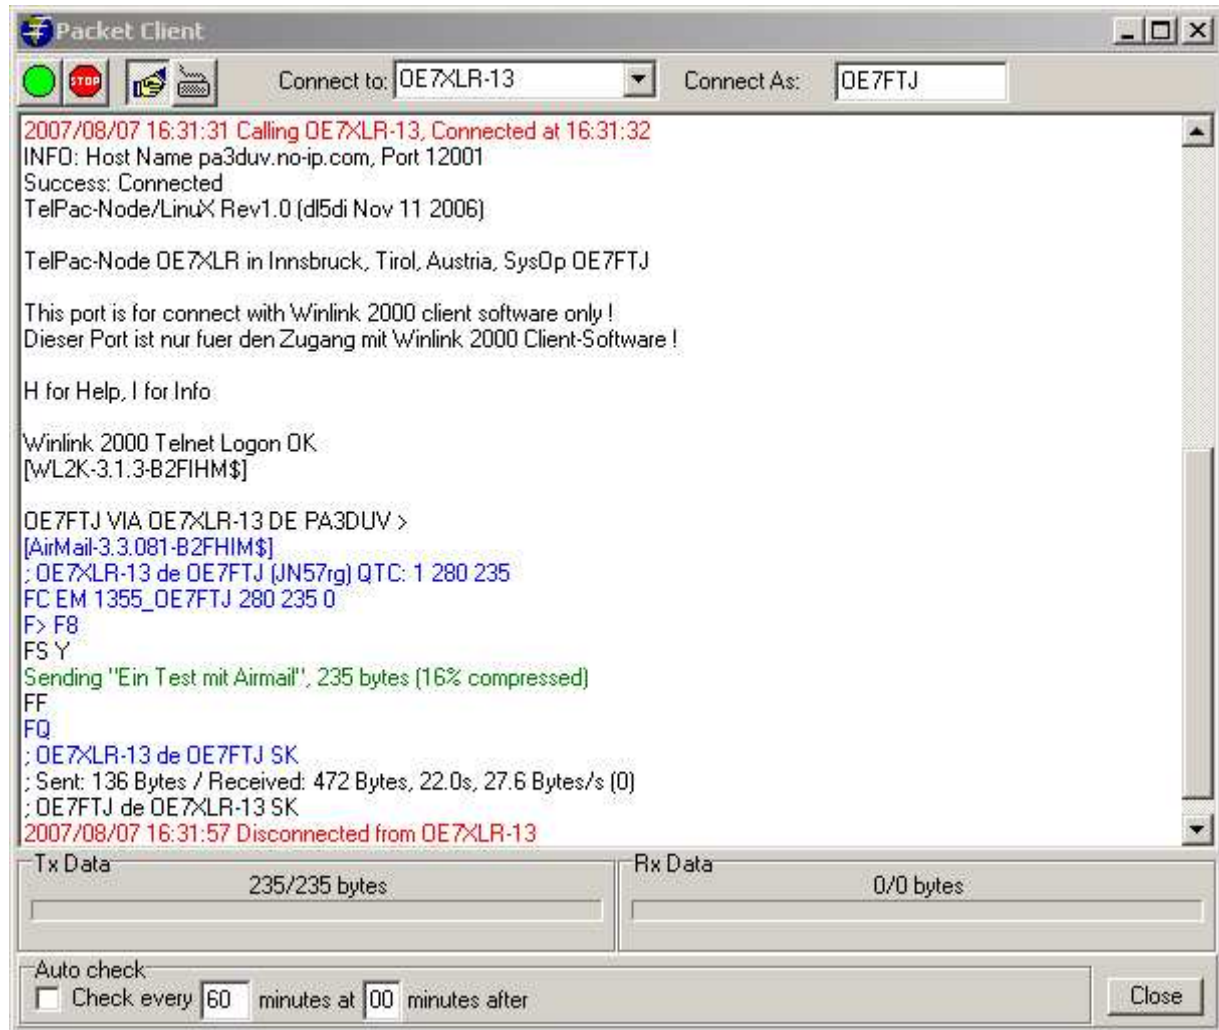 Packet Client
STOP
Connect to: OE7XLR-13 Connect As: OE7FTJ
2007/08/07 16:31:31 Calling OE7XLR-13, Connected at 16:31:32
INFO: Host Name pa3duv.no-ip.com, Port 12001
Success: Connected
TelPac-Node/LinuX Rev1.0 (dl5di Nov 11 2006)
TelPac-Node OE7XLR in Innsbruck, Tirol, Austria, SysOp OE7FTJ
This port is for connect with Winlink 2000 client software only !
Dieser Port ist nur fuer den Zugang mit Winlink 2000 Client-Software !
H for Help, I for Info
Winlink 2000 Telnet Logon OK
[WL2K-3.1.3-B2FIHM$]
OE7FTJ VIA OE7XLR-13 DE PA3DUV >
[AirMail-3.3.081-B2FHIM$]
; OE7XLR-13 de OE7FTJ (JN57rg) QTC: 1 280 235
FC EM 1355_OE7FTJ 280 235 0
F> F8
FS Y
Sending "Ein Test mit Airmail", 235 bytes (16% compressed)
FF
FQ
; OE7XLR-13 de OE7FTJ SK
; Sent: 136 Bytes / Received: 472 Bytes, 22.0s, 27.6 Bytes/s (0)
; OE7FTJ de OE7XLR-13 SK
2007/08/07 16:31:57 Disconnected from OE7XLR-13
Tx Data Rx Data
235/235 bytes 0/0 bytes
Auto check
Check every 60 minutes at 00 minutes after Close